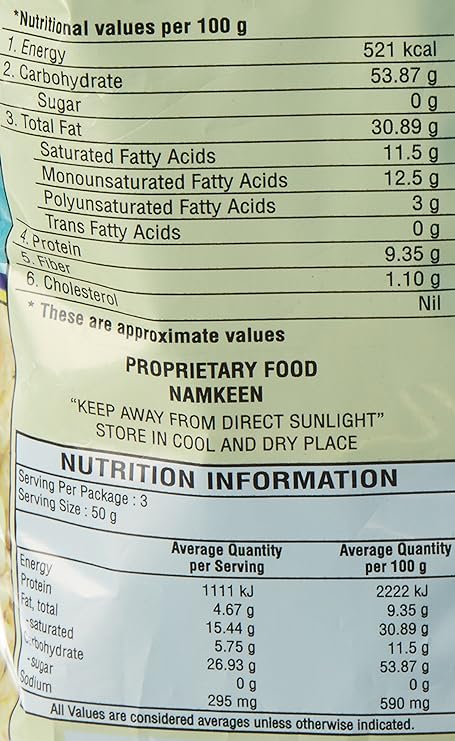 *Nutritional values per 100 g
1. Energy 521 kcal
2. Carbohydrate 53.87 g
Sugar 0 g
3. Total Fat 30.89 g
Saturated Fatty Acids 11.5 g
Monounsaturated Fatty Acids 12.5 g
Polyunsaturated Fatty Acids 3 g
Trans Fatty Acids 0 g
4. Protein 9.35 g
5. Fiber 1.10 g
6. Cholesterol Nil
* These are approximate values
PROPRIETARY FOOD
NAMKEEN
“KEEP AWAY FROM DIRECT SUNLIGHT”
STORE IN COOL AND DRY PLACE
NUTRITION INFORMATION
Serving Per Package : 3
Serving Size : 50 g
Average Quantity Average Quantity
per Serving per 100 g
Energy 1111 kJ 2222 kJ
Protein 4.67 g 9.35 g
Fat, total 15.44 g 30.89 g
-saturated 5.75 g 11.5 g
Carbohydrate 26.93 g 53.87 g
-sugar 0 g 0 g
Sodium 295 mg 590 mg
All Values are considered averages unless otherwise indicated.